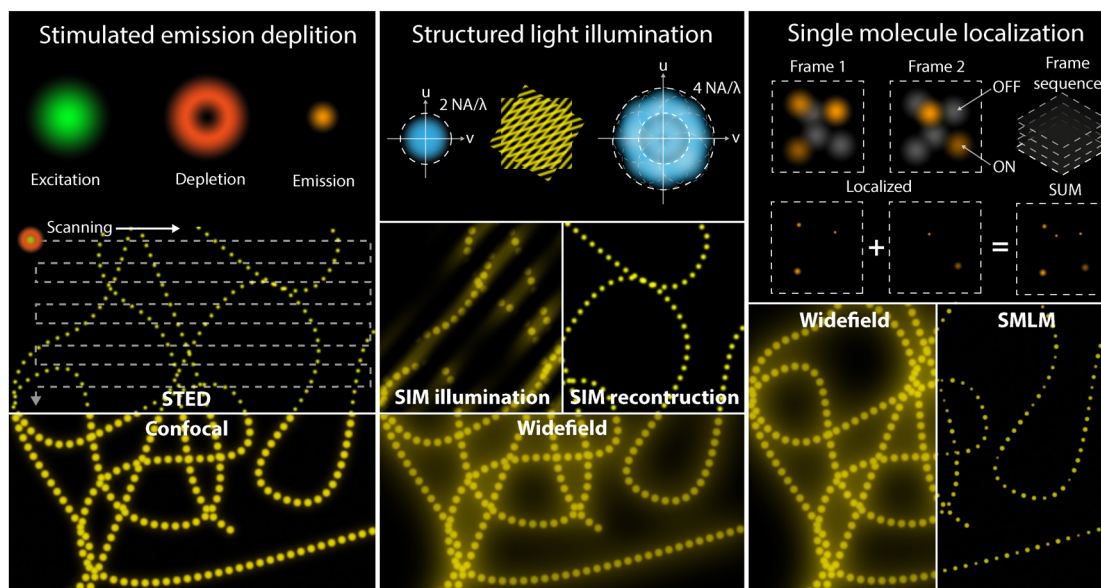 Stimulated emission deplition
Excitation
Depletion
Emission
Scanning
STED
Confocal
Structured light illumination
u
2 NA/λ
v
u
4 NA/λ
v
SIM illumination
SIM recontruction
Widefield
Single molecule localization
Frame 1
Frame 2
Frame
sequence
OFF
ON
Localized
SUM
+
=
Widefield
SMLM